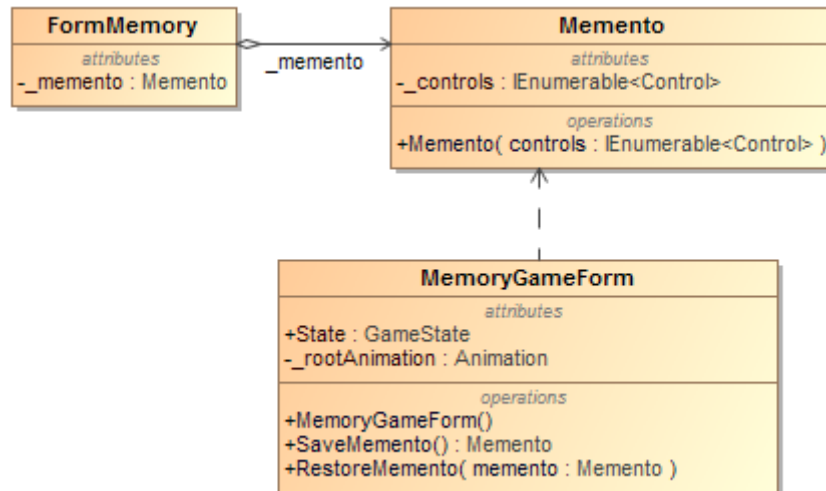 FormMemory
attributes
-_memento : Memento
_memento
Memento
attributes
-_controls : IEnumerable<Control>
operations
+Memento( controls : IEnumerable<Control> )
MemoryGameForm
attributes
+State : GameState
-_rootAnimation : Animation
operations
+MemoryGameForm()
+SaveMemento() : Memento
+RestoreMemento( memento : Memento )